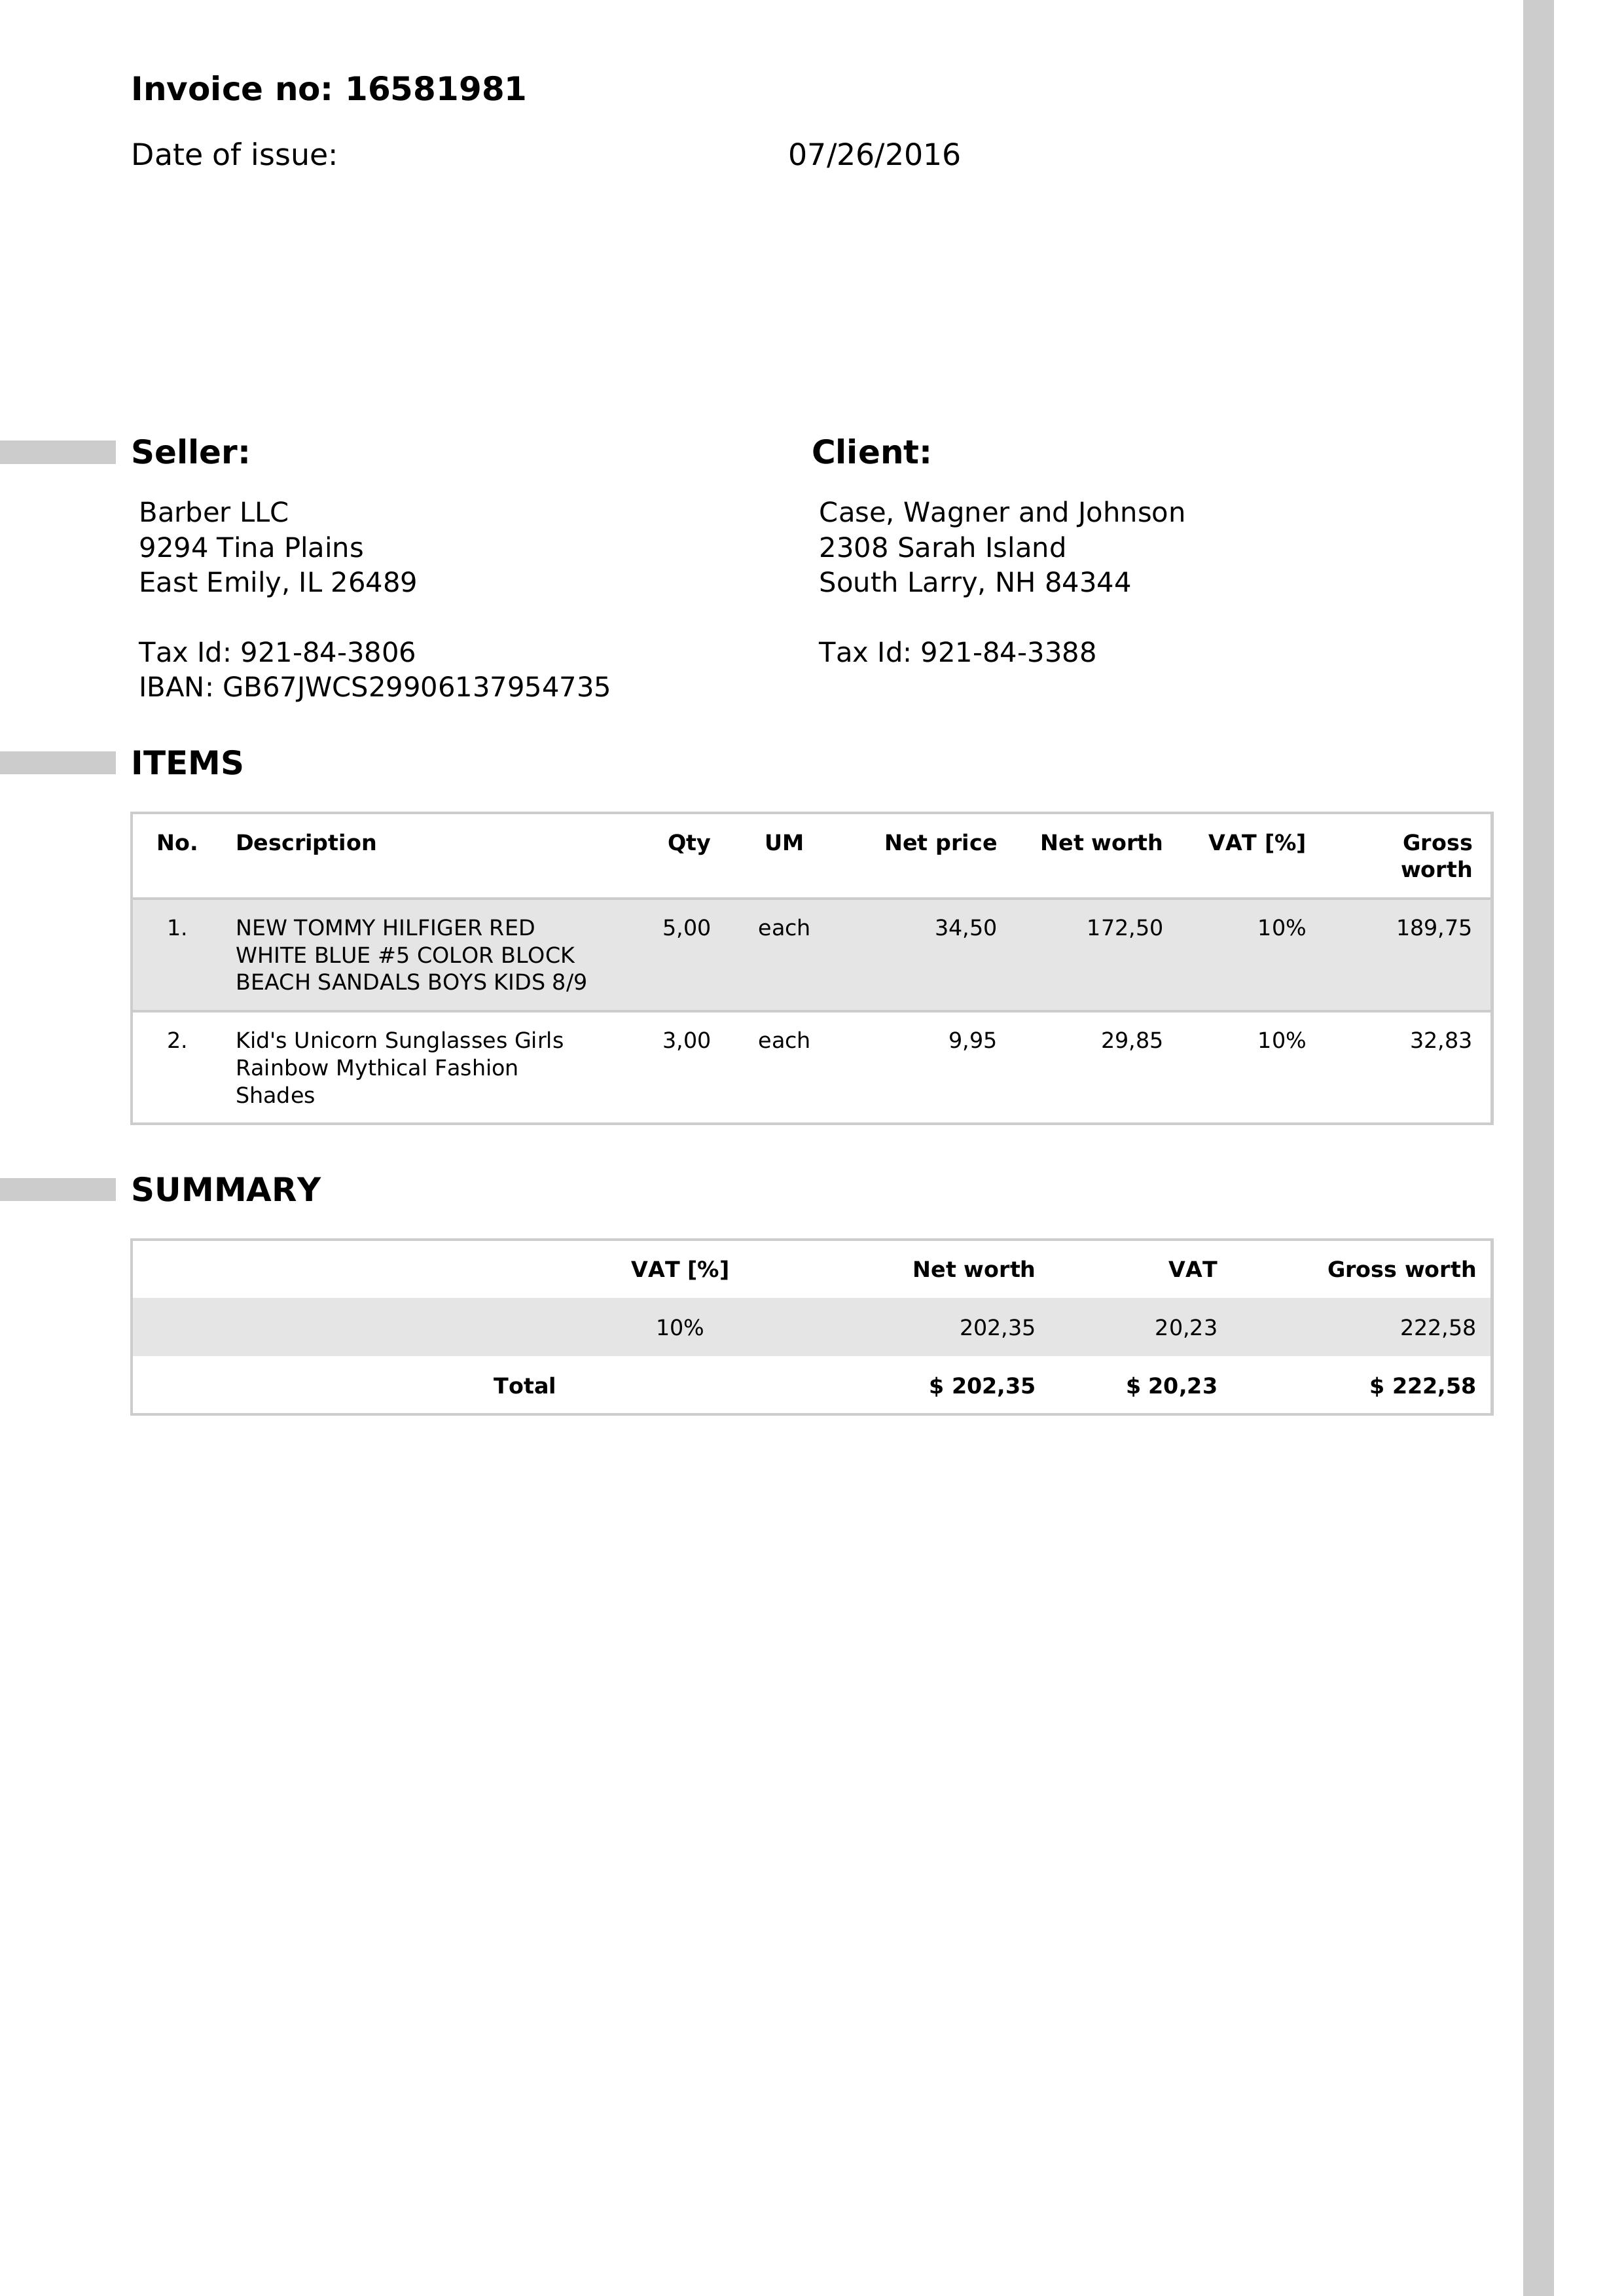 Invoice no: 16581981
Date of issue: 07/26/2016
Seller:
Barber LLC
9294 Tina Plains
East Emily, IL 26489
Tax Id: 921-84-3806
IBAN: GB67JWCS29906137954735
Client:
Case, Wagner and Johnson
2308 Sarah Island
South Larry, NH 84344
Tax Id: 921-84-3388
ITEMS
No. Description Qty UM Net price Net worth VAT [%] Gross
worth
1. NEW TOMMY HILFIGER RED 5,00 each 34,50 172,50 10% 189,75
WHITE BLUE #5 COLOR BLOCK
BEACH SANDALS BOYS KIDS 8/9
2. Kid's Unicorn Sunglasses Girls 3,00 each 9,95 29,85 10% 32,83
Rainbow Mythical Fashion
Shades
SUMMARY
VAT [%] Net worth VAT Gross worth
10% 202,35 20,23 222,58
Total $ 202,35 $ 20,23 $ 222,58